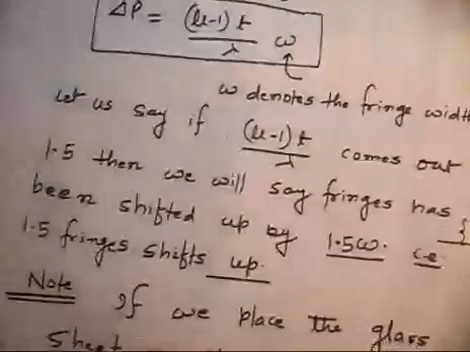 ΔP = (μ-1) t / λ ω
ω denotes the fringe width
Let us say if (μ-1) t / λ comes out
1.5 then we will say fringes has
been shifted up by 1.5ω. i.e
1.5 fringes shifts up.
Note If we place the glass
sheet